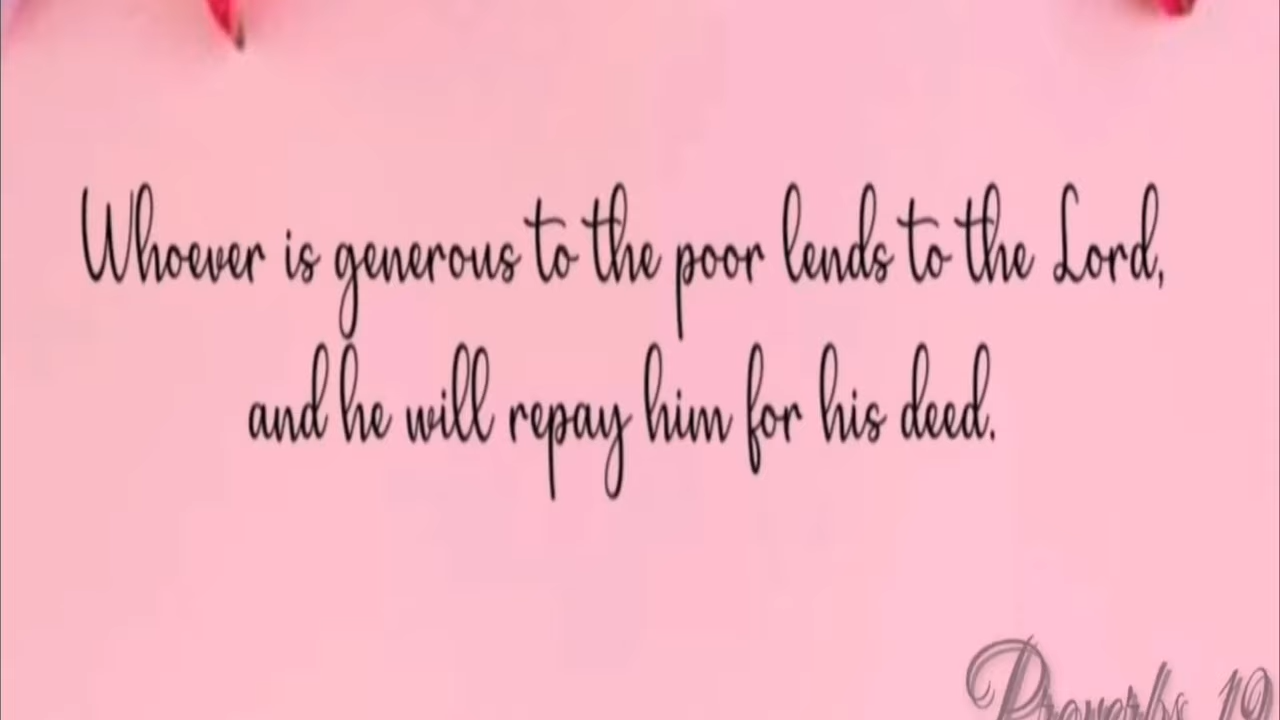 Whoever is generous to the poor lends to the Lord,
and he will repay him for his deed.
Proverbs 19